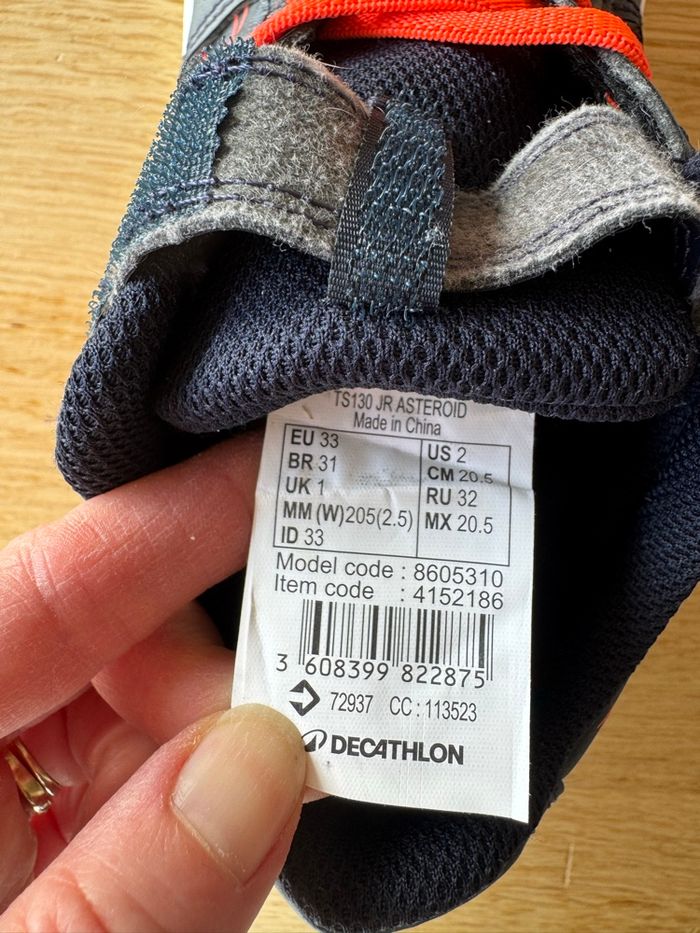 TS130 JR ASTEROID
Made in China
EU 33
BR 31
UK 1
MM (W)205(2.5)
ID 33
US 2
CM 20.5
RU 32
MX 20.5
Model code : 8605310
Item code : 4152186
3 608399 822875
72937 CC : 113523
DECATHLON